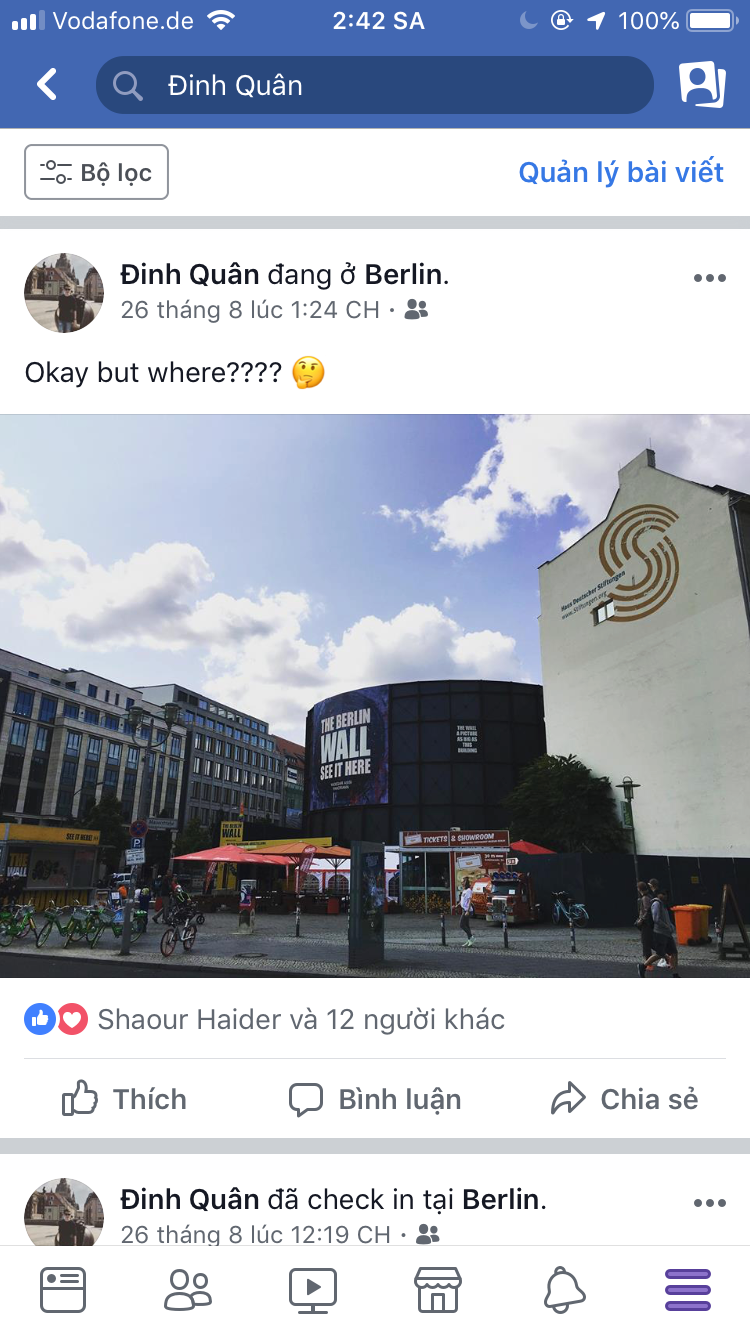 Vodafone.de
2:42 SA
100%
Đinh Quân
Bộ lọc
Quản lý bài viết
Đinh Quân đang ở Berlin.
26 tháng 8 lúc 1:24 CH ·
Okay but where???? 🤔
Haus Deutscher Stiftungen
www.Stiftungen.org
THE BERLIN
WALL
SEE IT HERE
THE WALL
A PICTURE
AS BIG AS
THIS
BUILDING
SEE IT HERE!
THE BERLIN
WALL
TICKETS & SHOWROOM
WALL
Shaour Haider và 12 người khác
Thích
Bình luận
Chia sẻ
Đinh Quân đã check in tại Berlin.
26 tháng 8 lúc 12:19 CH ·